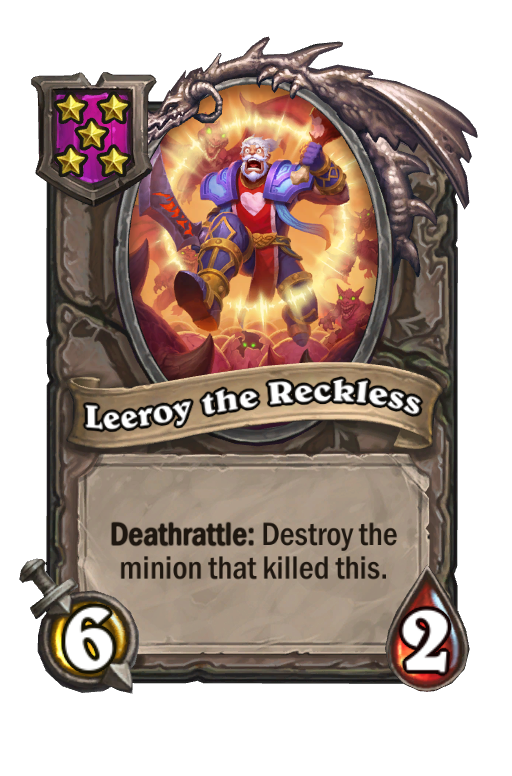 Leeroy the Reckless
Deathrattle: Destroy the
minion that killed this.
6
2